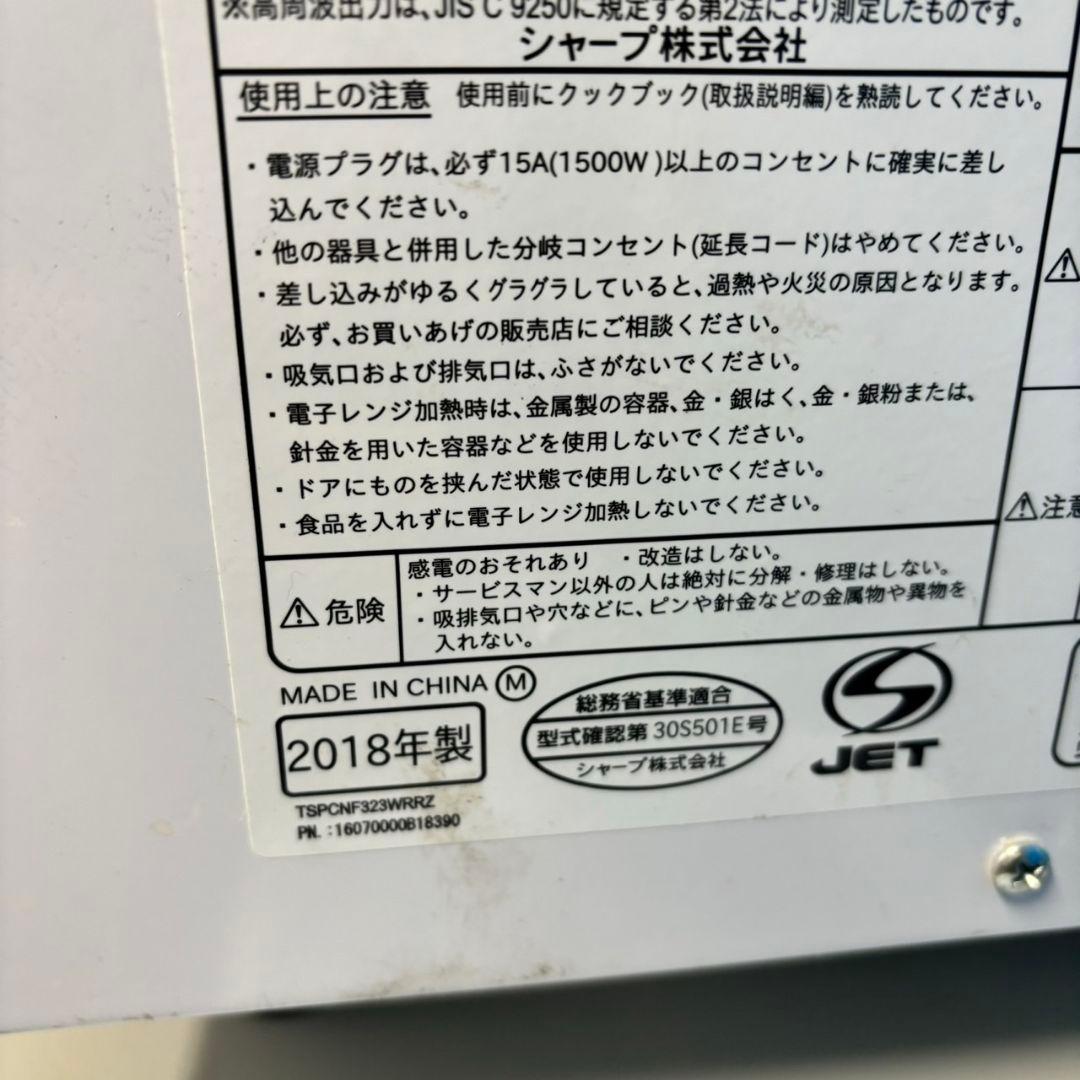 ※高周波出力は、JIS C 9250に規定する第2法により測定したものです。
シャープ株式会社
使用上の注意 使用前にクックブック(取扱説明編)を熟読してください。
・電源プラグは、必ず15A(1500W)以上のコンセントに確実に差し
込んでください。
・他の器具と併用した分岐コンセント(延長コード)はやめてください。
・差し込みがゆるくグラグラしていると、過熱や火災の原因となります。
必ず、お買いあげの販売店にご相談ください。
・吸気口および排気口は、ふさがないでください。
・電子レンジ加熱時は、金属製の容器、金・銀はく、金・銀粉または、
針金を用いた容器などを使用しないでください。
・ドアにものを挟んだ状態で使用しないでください。
・食品を入れずに電子レンジ加熱しないでください。
⚠注意
⚠危険
感電のおそれあり ・改造はしない。
・サービスマン以外の人は絶対に分解・修理はしない。
・吸排気口や穴などに、ピンや針金などの金属物や異物を
入れない。
MADE IN CHINA Ⓜ
2018年製
総務省基準適合
型式確認第 30S501E号
シャープ株式会社
JET
TSPCNF323WRRZ
PN.:16070000B18390